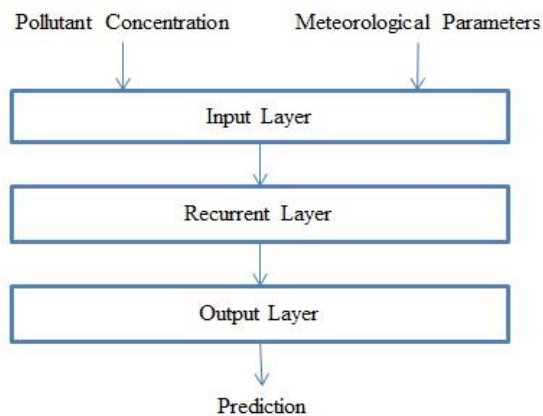 Pollutant Concentration
Meteorological Parameters
Input Layer
Recurrent Layer
Output Layer
Prediction